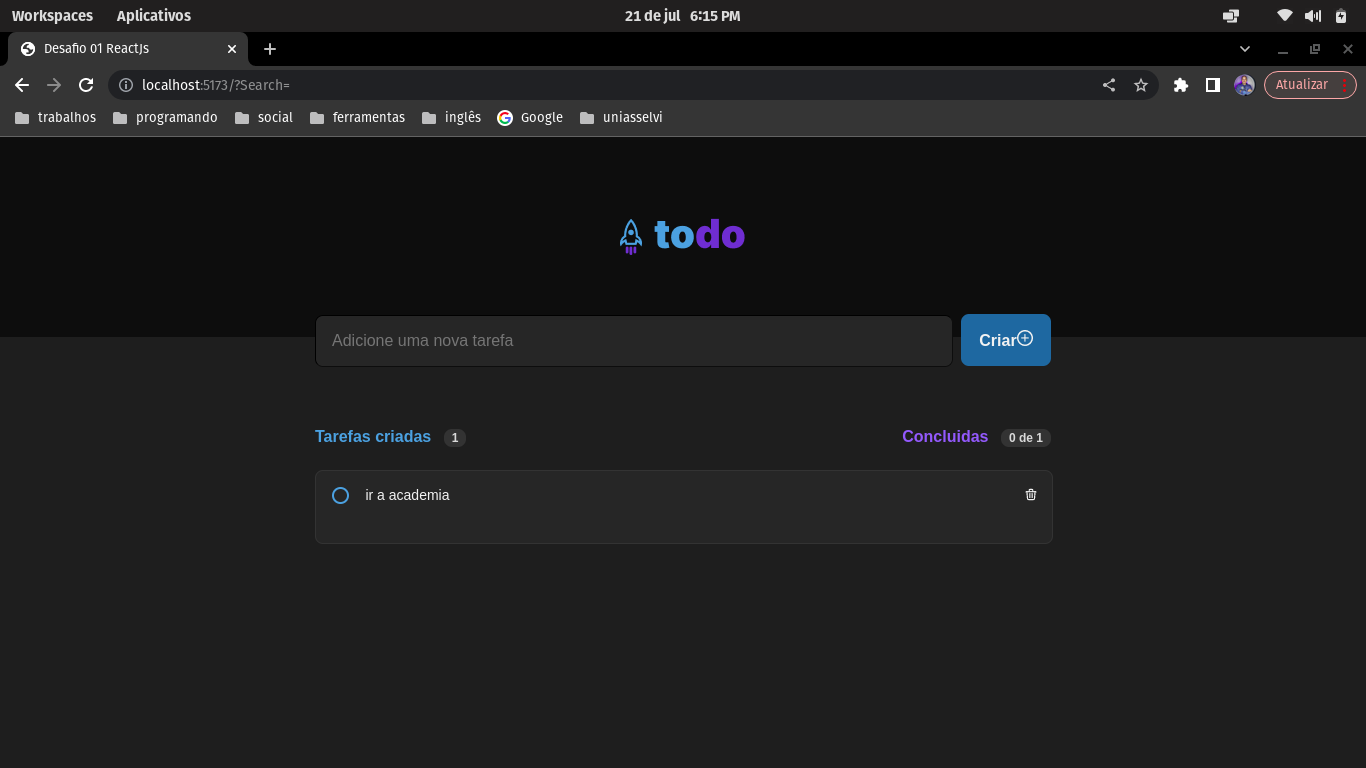 Workspaces Aplicativos 21 de jul 6:15 PM
Desafio 01 ReactJs
localhost:5173/?Search= Atualizar
trabalhos programando social ferramentas inglês Google uniasselvi
todo
Adicione uma nova tarefa Criar
Tarefas criadas 1 Concluidas 0 de 1
ir a academia